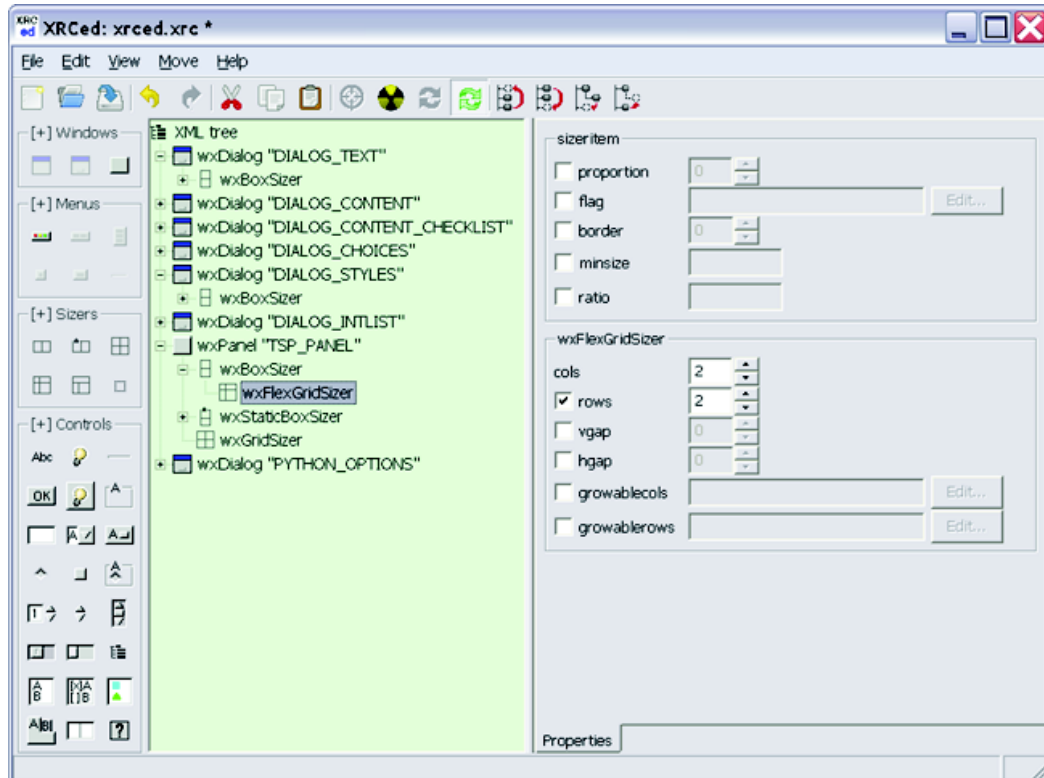 XRCed: xrced.xrc *
File Edit View Move Help
[+] Windows
[+] Menus
[+] Sizers
[+] Controls
Abc
OK
XML tree
wxDialog "DIALOG_TEXT"
wxBoxSizer
wxDialog "DIALOG_CONTENT"
wxDialog "DIALOG_CONTENT_CHECKLIST"
wxDialog "DIALOG_CHOICES"
wxDialog "DIALOG_STYLES"
wxBoxSizer
wxDialog "DIALOG_INTLIST"
wxPanel "TSP_PANEL"
wxBoxSizer
wxFlexGridSizer
wxStaticBoxSizer
wxGridSizer
wxDialog "PYTHON_OPTIONS"
sizeritem
proportion 0
flag Edit...
border 0
minsize
ratio
wxFlexGridSizer
cols 2
rows 2
vgap 0
hgap 0
growablecols Edit...
growablerows Edit...
Properties